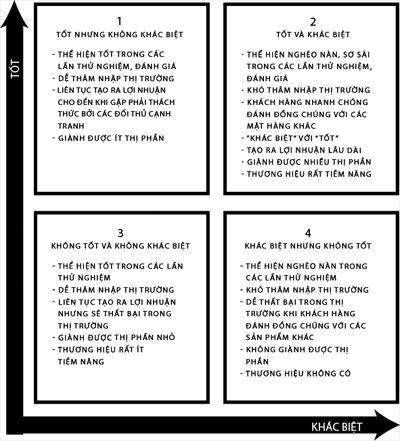 TỐT
1
TỐT NHƯNG KHÔNG KHÁC BIỆT
- THỂ HIỆN TỐT TRONG CÁC
LẦN THỬ NGHIỆM, ĐÁNH GIÁ
- DỄ THÂM NHẬP THỊ TRƯỜNG
- LIÊN TỤC TẠO RA LỢI NHUẬN
CHO ĐẾN KHI GẶP PHẢI THÁCH
THỨC BỞI CÁC ĐỐI THỦ CẠNH
TRANH
- GIÀNH ĐƯỢC ÍT THỊ PHẦN
2
TỐT VÀ KHÁC BIỆT
- THỂ HIỆN NGHÈO NÀN, SƠ SÀI
TRONG CÁC LẦN THỬ NGHIỆM,
ĐÁNH GIÁ
- KHÓ THÂM NHẬP THỊ TRƯỜNG
- KHÁCH HÀNG NHANH CHÓNG
ĐÁNH ĐỒNG CHÚNG VỚI CÁC
MẶT HÀNG KHÁC
- "KHÁC BIỆT" VỚI "TỐT"
- TẠO RA LỢI NHUẬN LÂU DÀI
- GIÀNH ĐƯỢC NHIỀU THỊ PHẦN
- THƯƠNG HIỆU RẤT TIỀM NĂNG
3
KHÔNG TỐT VÀ KHÔNG KHÁC BIỆT
- THỂ HIỆN TỐT TRONG CÁC LẦN
THỬ NGHIỆM
- DỄ THÂM NHẬP THỊ TRƯỜNG
- LIÊN TỤC TẠO RA LỢI NHUẬN
NHƯNG SẼ THẤT BẠI TRONG
THỊ TRƯỜNG
- GIÀNH ĐƯỢC THỊ PHẦN NHỎ
- THƯƠNG HIỆU RẤT ÍT
TIỀM NĂNG
4
KHÁC BIỆT NHƯNG KHÔNG TỐT
- THỂ HIỆN NGHÈO NÀN TRONG
CÁC LẦN THỬ NGHIỆM
- KHÓ THÂM NHẬP THỊ TRƯỜNG
- DỄ THẤT BẠI TRONG THỊ
TRƯỜNG KHI KHÁCH HÀNG
ĐÁNH ĐỒNG CHÚNG VỚI CÁC
SẢN PHẨM KHÁC
- KHÔNG GIÀNH ĐƯỢC THỊ
PHẦN
- THƯƠNG HIỆU KHÔNG CÓ
KHÁC BIỆT